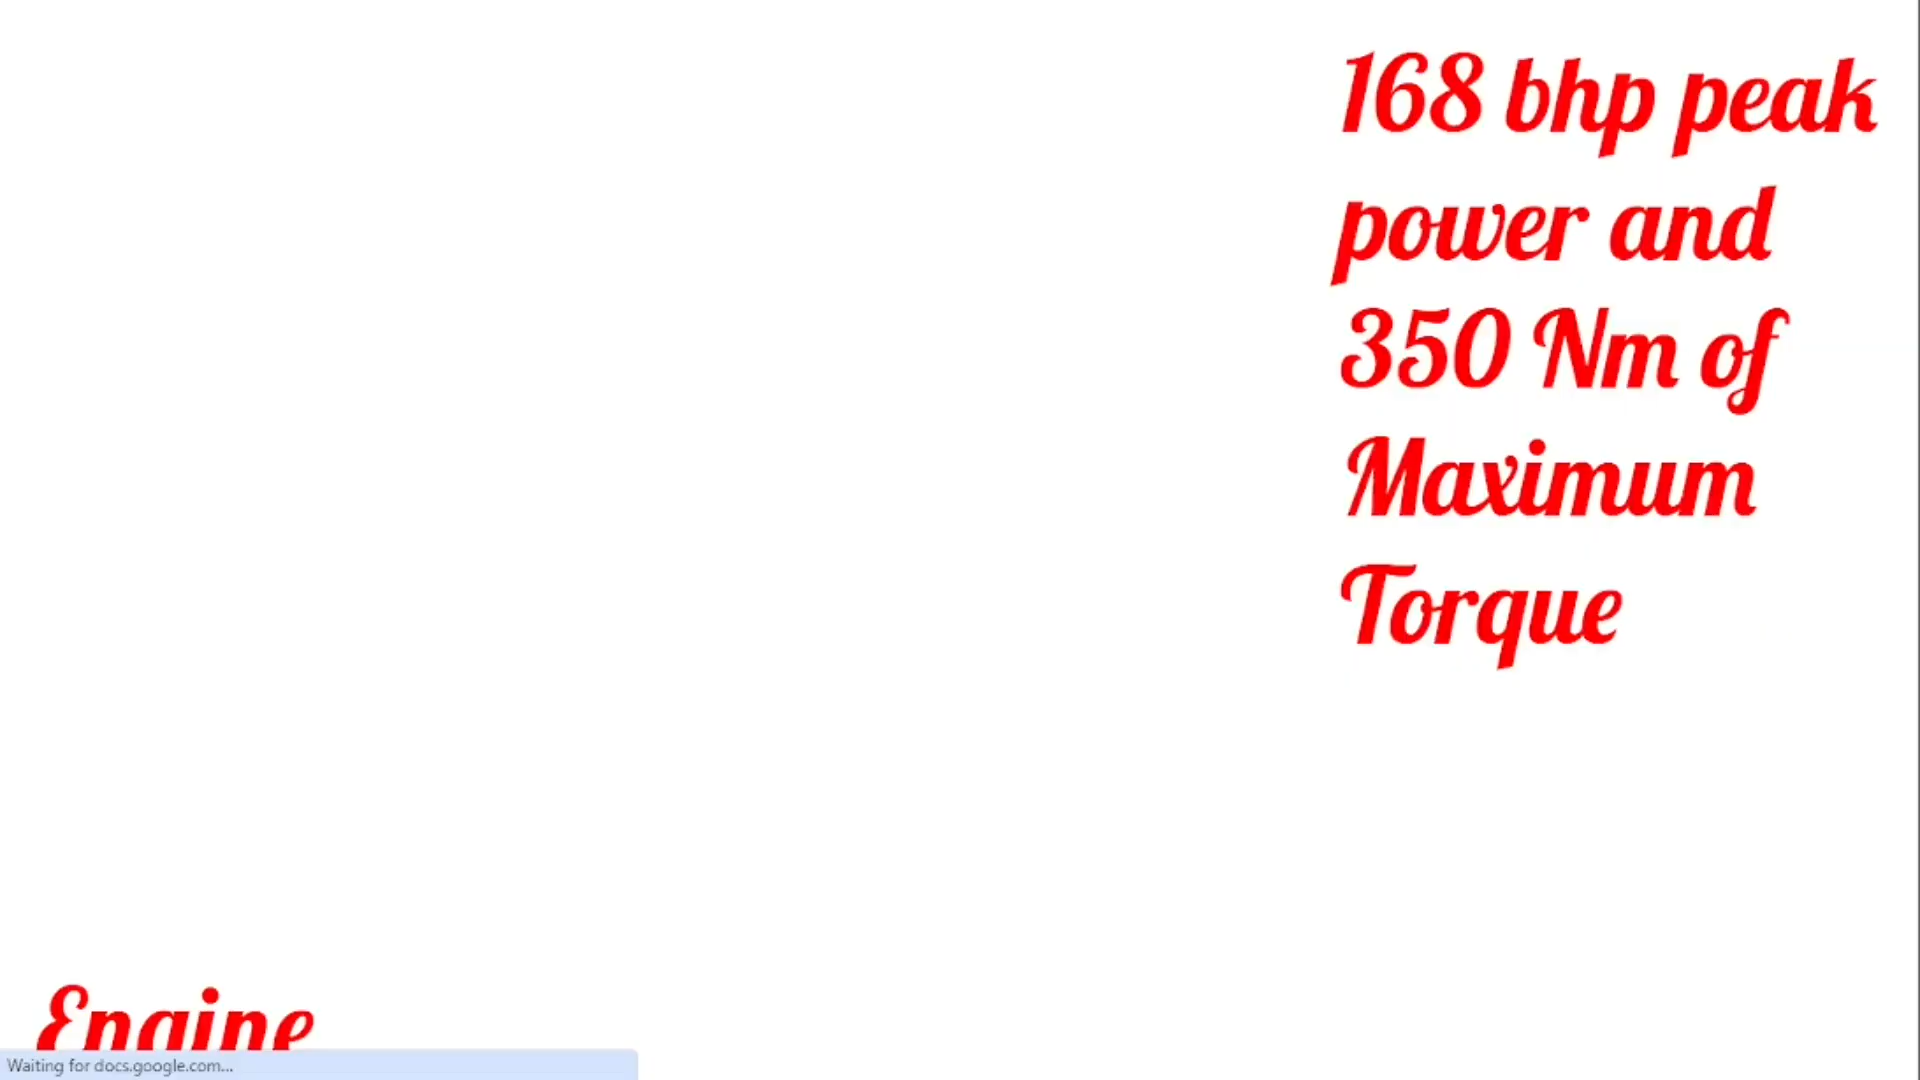 168 bhp peak
power and
350 Nm of
Maximum
Torque
Engine
Waiting for docs.google.com...